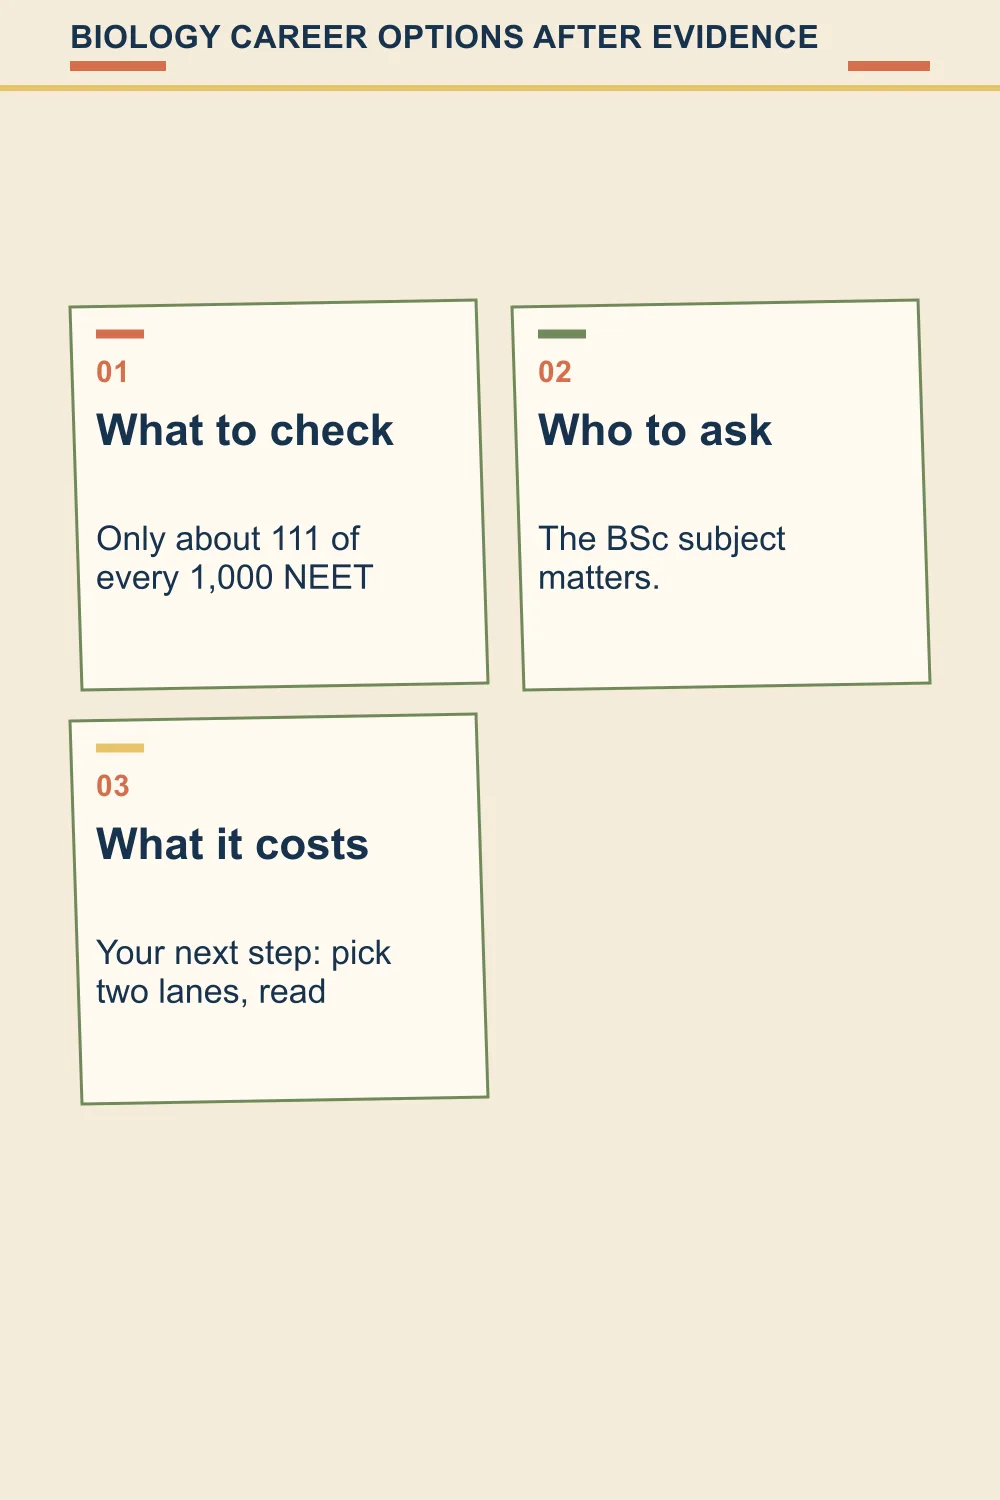 BIOLOGY CAREER OPTIONS AFTER EVIDENCE
01
What to check
Only about 111 of
every 1,000 NEET
02
Who to ask
The BSc subject
matters.
03
What it costs
Your next step: pick
two lanes, read